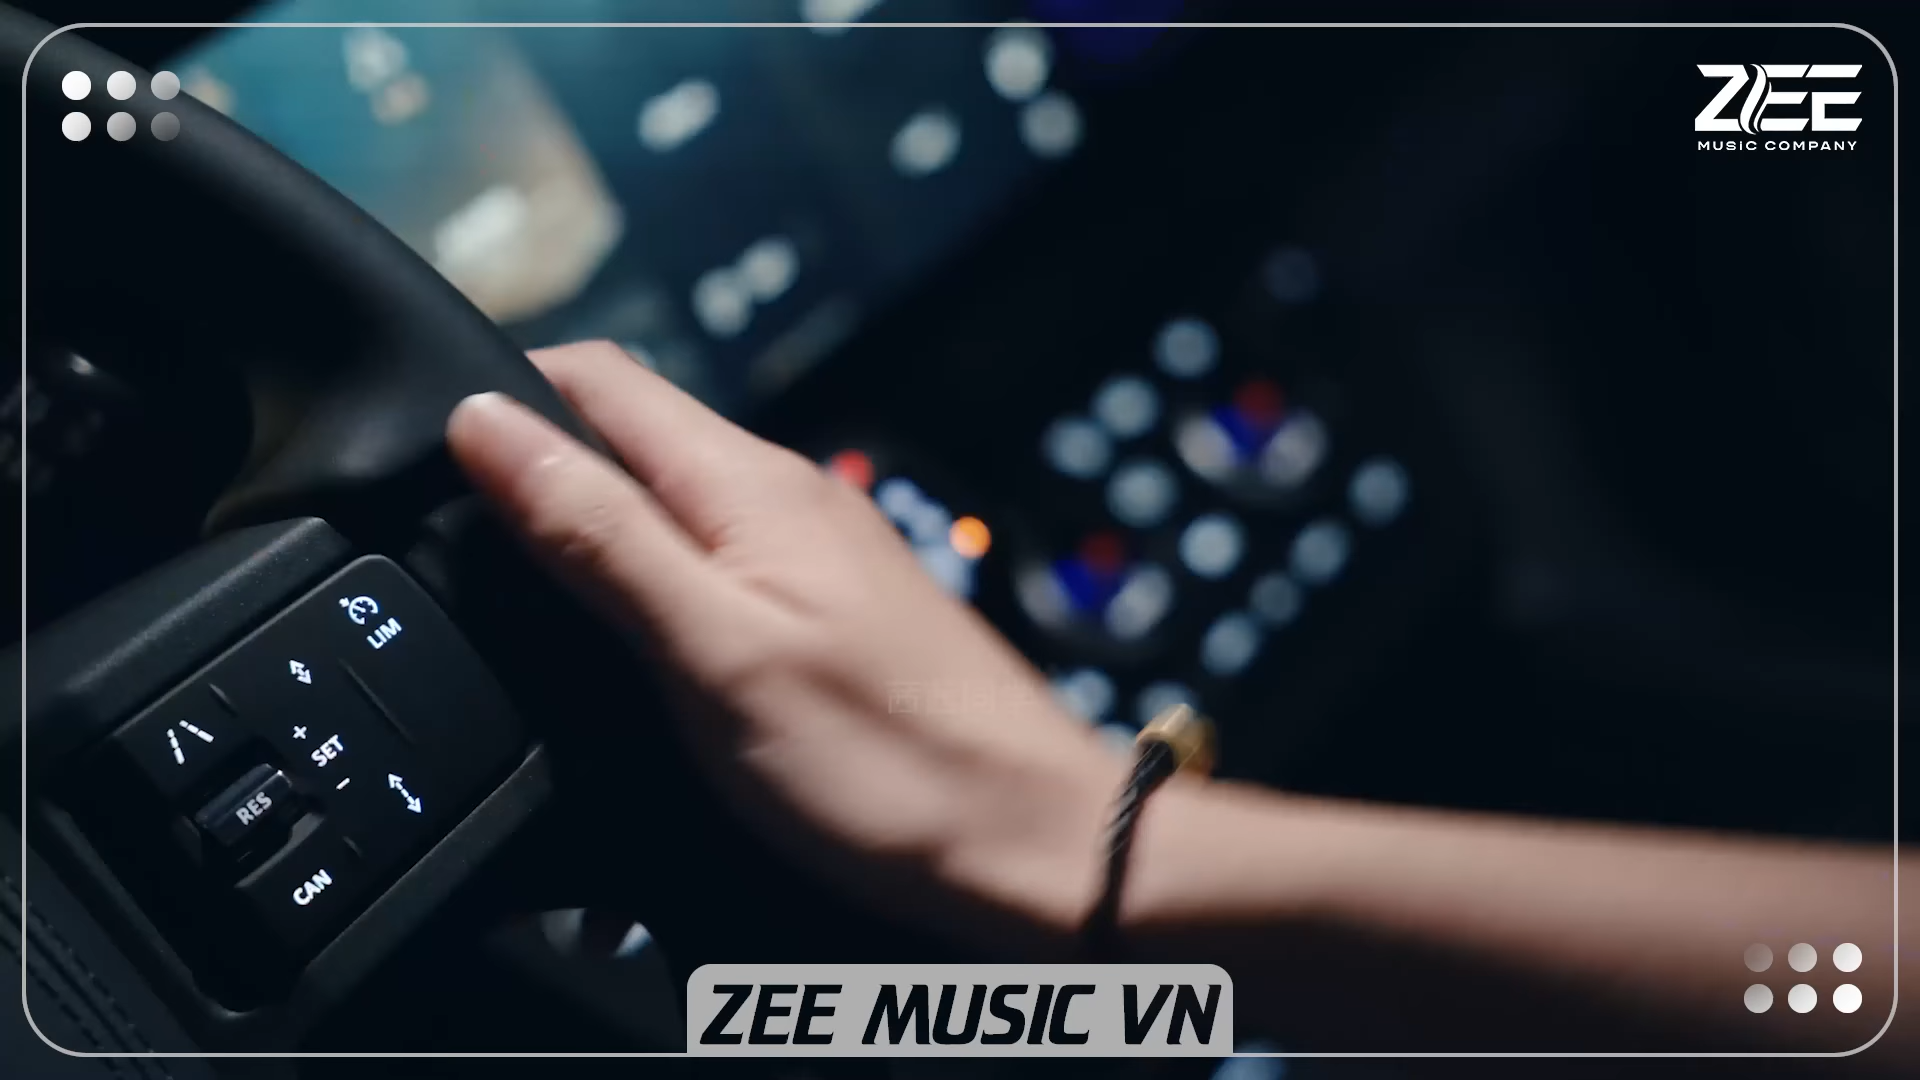 ZEE
MUSIC COMPANY
LIM
+
SET
-
RES
CAN
ZEE MUSIC VN